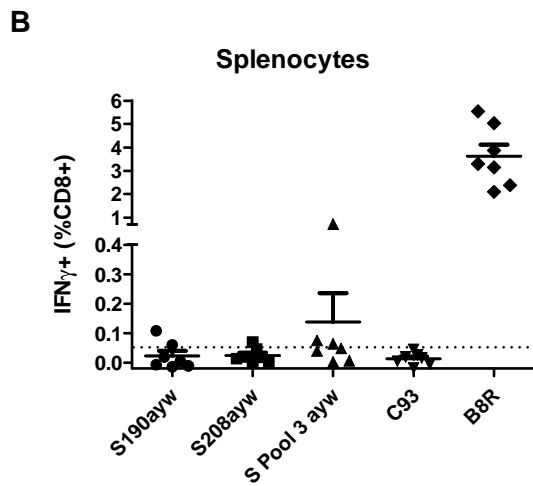 B
Splenocytes
IFNγ+ (%CD8+)
6
5
4
3
2
1
0.4
0.3
0.2
0.1
0.0
S190ayw
S208ayw
S Pool 3 ayw
C93
B8R